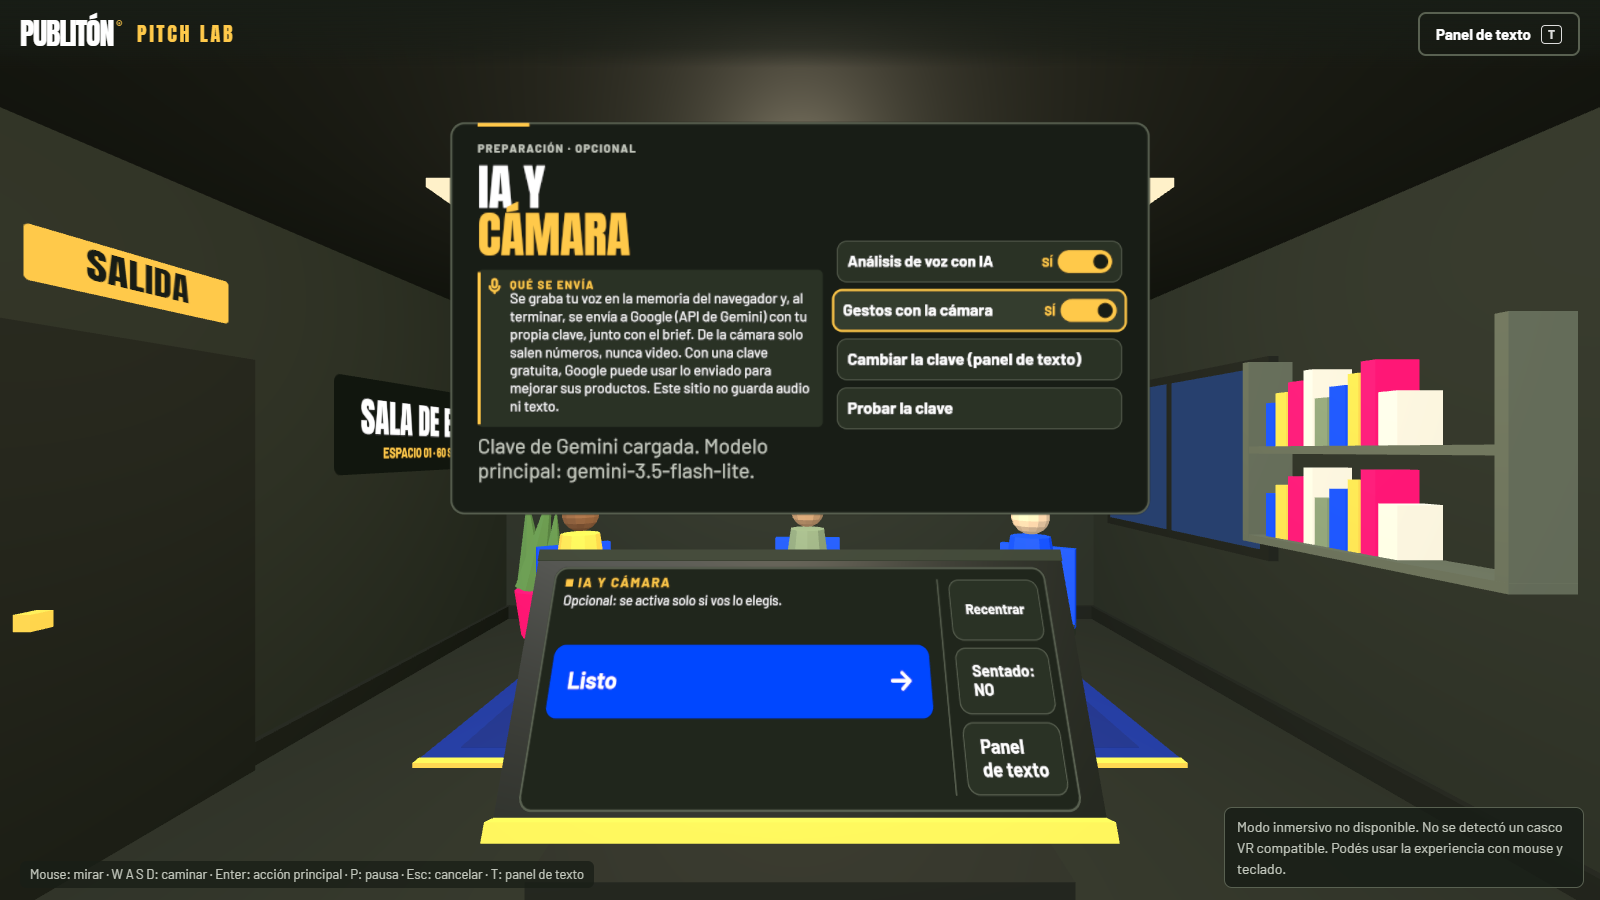 PUBLITÓN PITCH LAB
Panel de texto T
PREPARACIÓN · OPCIONAL
IA Y
CÁMARA
QUÉ SE ENVÍA
Se graba tu voz en la memoria del navegador y, al
terminar, se envía a Google (API de Gemini) con tu
propia clave, junto con el brief. De la cámara solo
salen números, nunca video. Con una clave
gratuita, Google puede usar lo enviado para
mejorar sus productos. Este sitio no guarda audio
ni texto.
Clave de Gemini cargada. Modelo
principal: gemini-3.5-flash-lite.
Análisis de voz con IA SÍ
Gestos con la cámara SÍ
Cambiar la clave (panel de texto)
Probar la clave
SALIDA
SALA DE
ESPACIO 01 · 60
IA Y CÁMARA
Opcional: se activa solo si vos lo elegís.
Listo
Recentrar
Sentado:
NO
Panel
de texto
Mouse: mirar · W A S D: caminar · Enter: acción principal · P: pausa · Esc: cancelar · T: panel de texto
Modo inmersivo no disponible. No se detectó un casco
VR compatible. Podés usar la experiencia con mouse y
teclado.